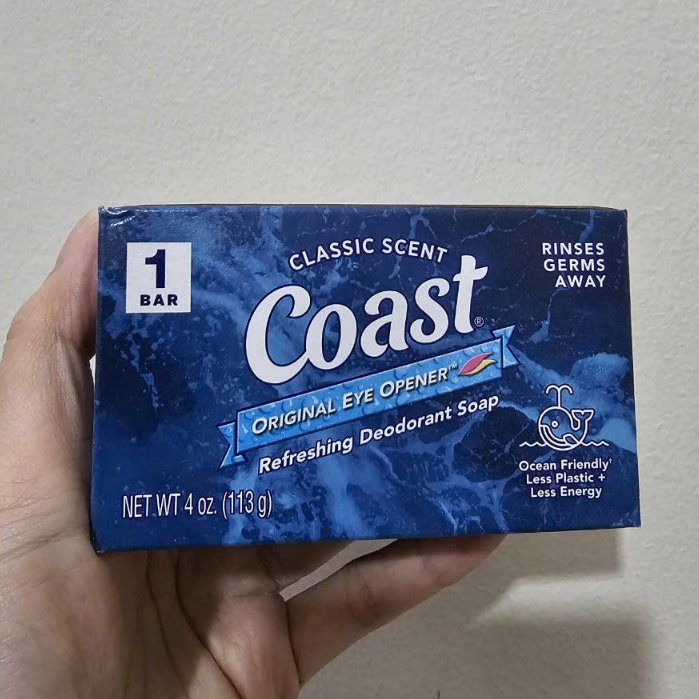 1
BAR
CLASSIC SCENT
Coast®
ORIGINAL EYE OPENER™
Refreshing Deodorant Soap
RINSES
GERMS
AWAY
Ocean Friendly†
Less Plastic +
Less Energy
NET WT 4 oz. (113 g)